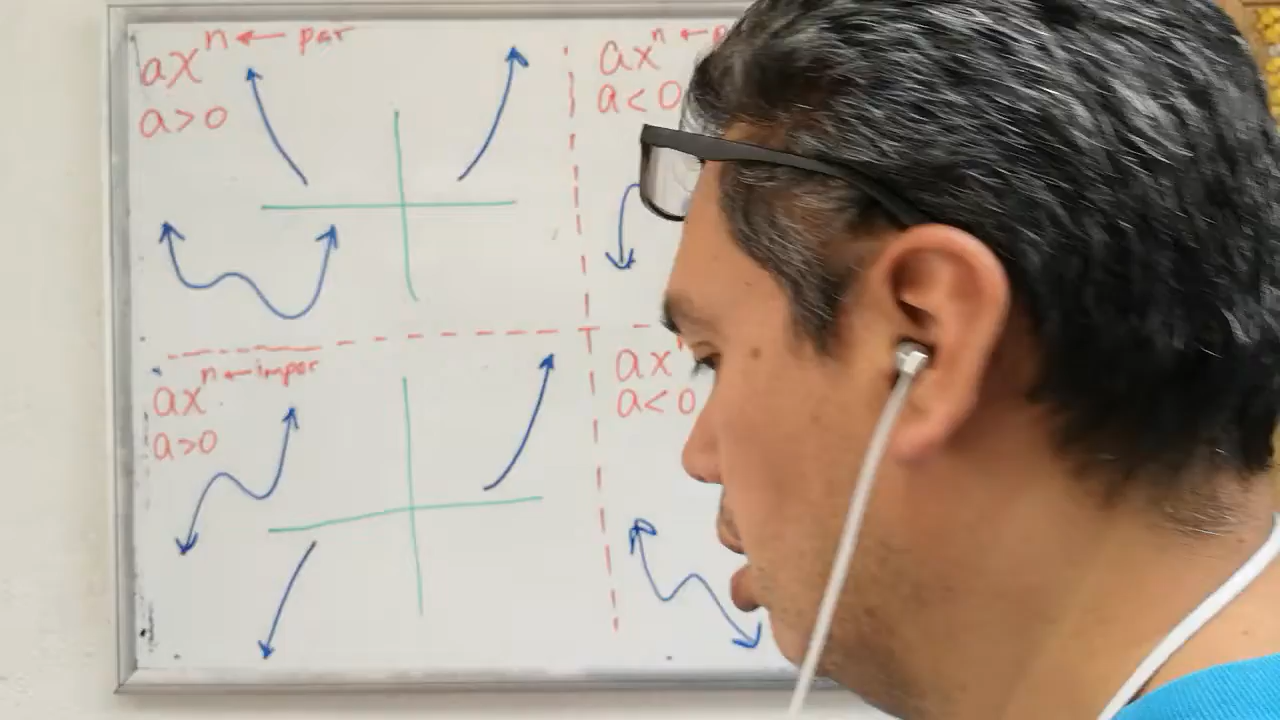 ax^n ← par
a>0
ax^n ←
a<0
ax^n ← impar
a>0
ax
a<0